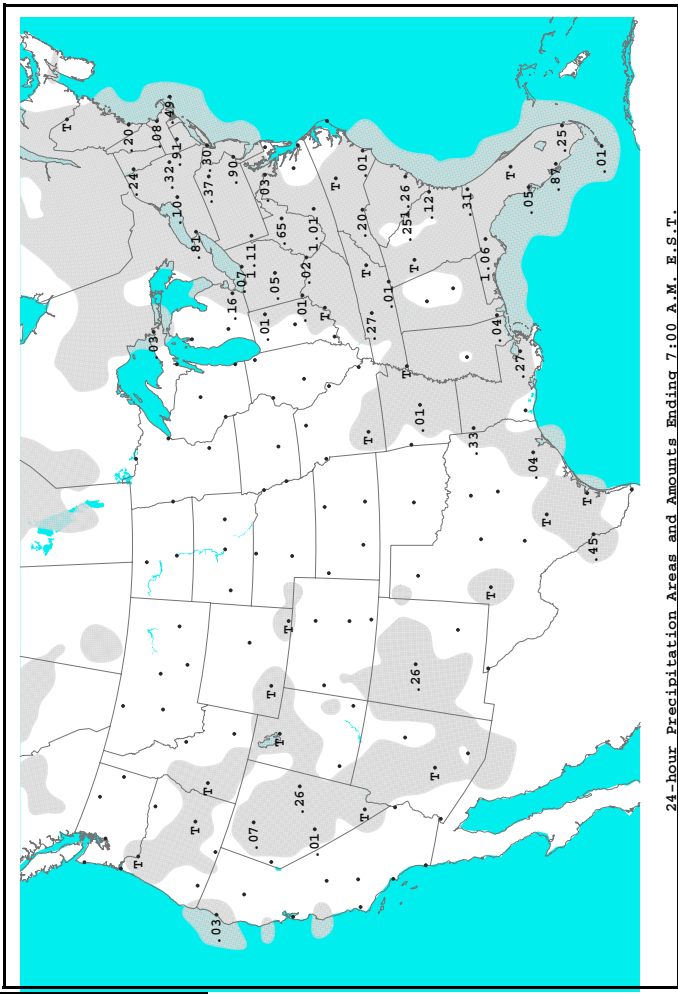 T
.20
.24
T
.03
.08
.49
.32
.91
.10
T
.81
.30
T
.37
.03
.16
.90
.07
1.11
.07
.01
.03
T
.05
T
.65
T
.26
.01
.02
1.01
.01
T
T
.20
.01
T
T
.27
.01
T
.25
1.26
T
.26
.01
.12
T
.31
.33
1.06
T
.04
T
.27
.05
.04
T
.87
.25
T
.45
.01
24-hour Precipitation Areas and Amounts Ending 7:00 A.M. E.S.T.